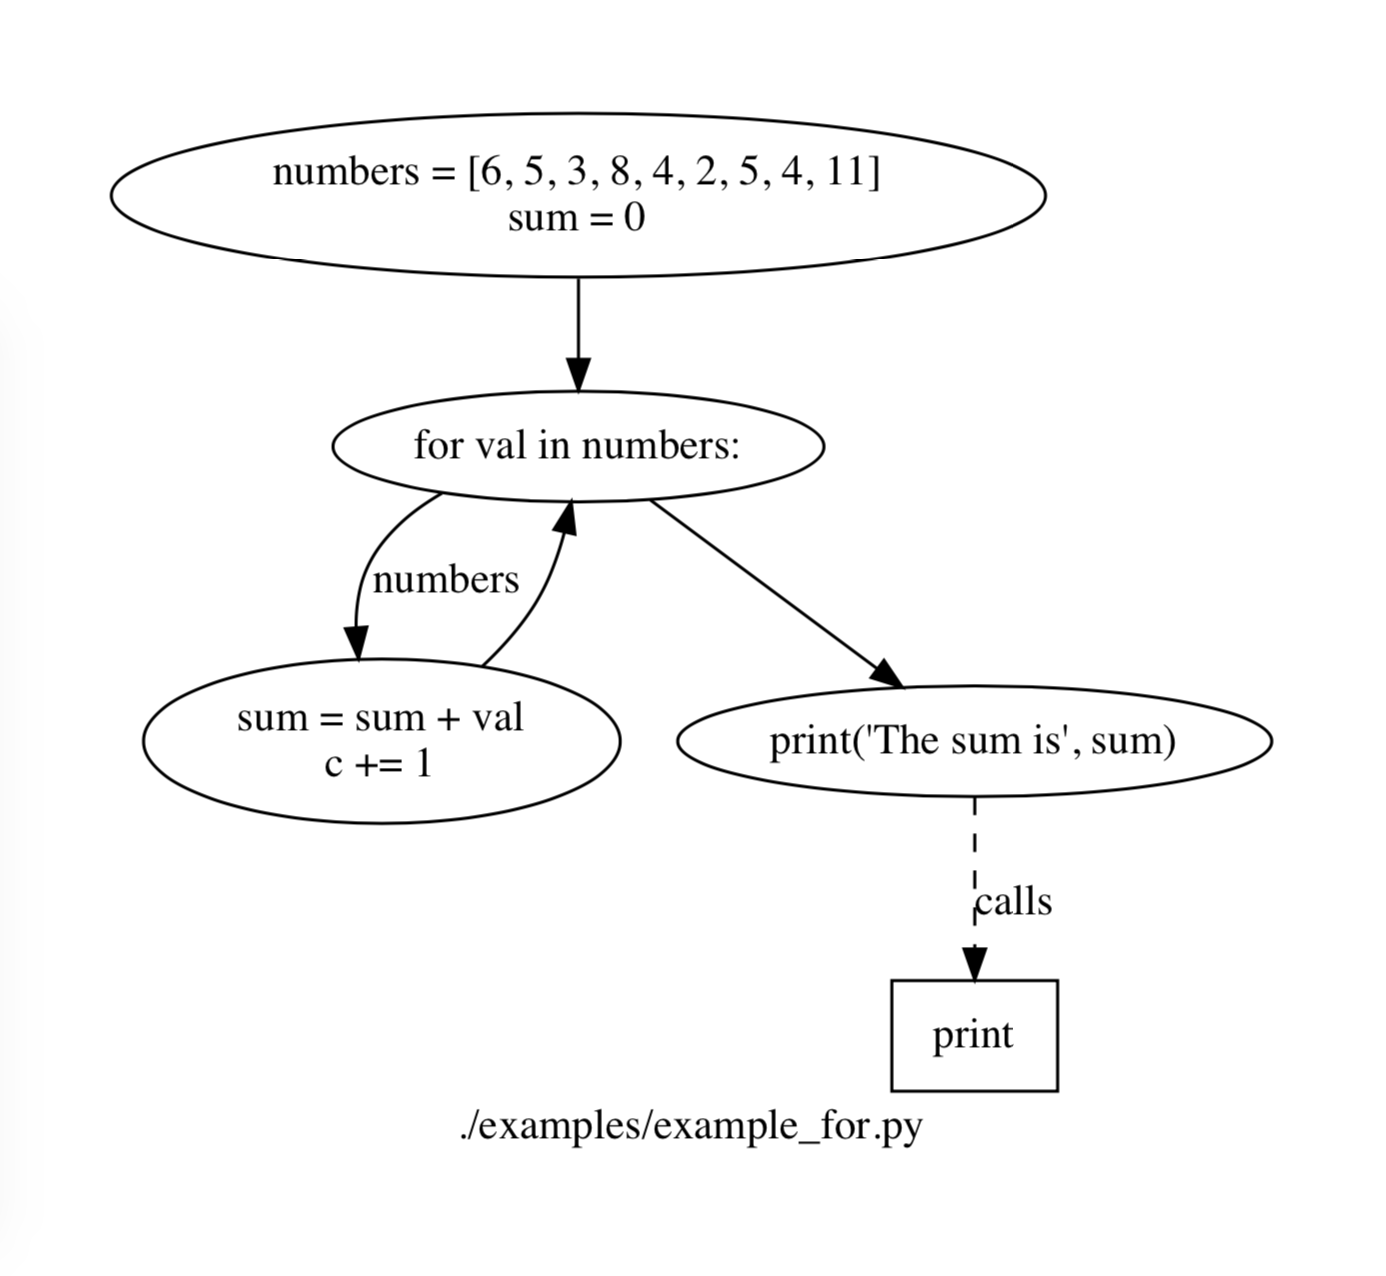 numbers = [6, 5, 3, 8, 4, 2, 5, 4, 11]
sum = 0
for val in numbers:
numbers
sum = sum + val
c += 1
print('The sum is', sum)
calls
print
./examples/example_for.py